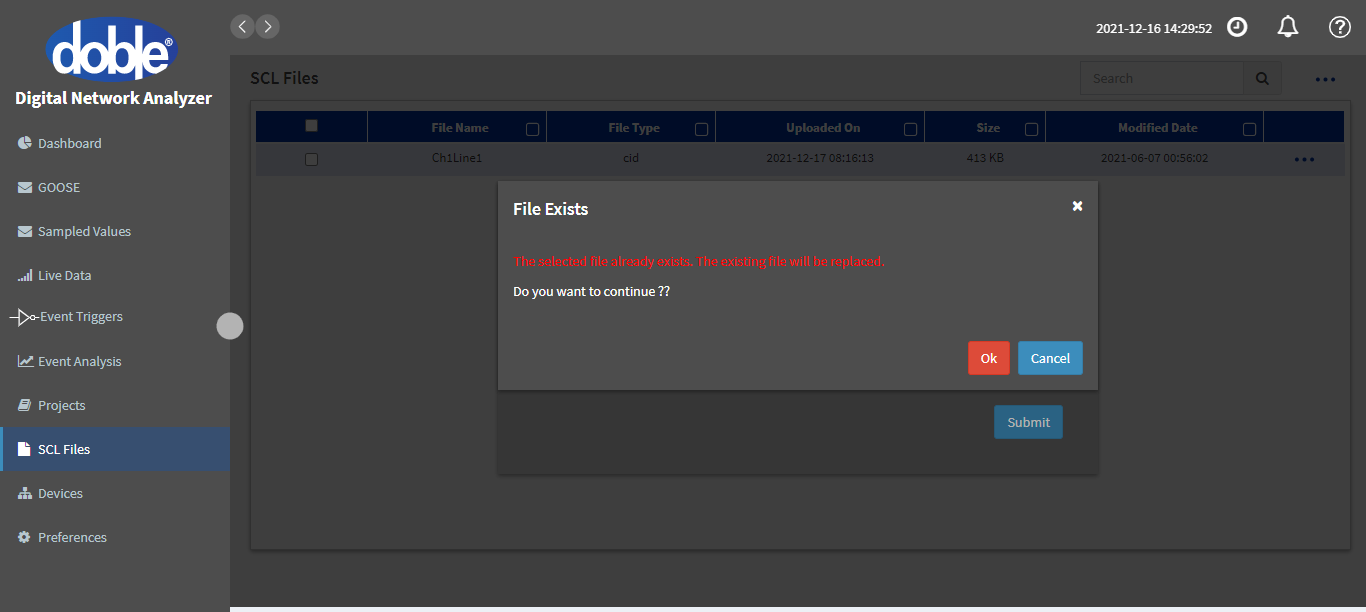 doble®
Digital Network Analyzer
Dashboard
GOOSE
Sampled Values
Live Data
Event Triggers
Event Analysis
Projects
SCL Files
Devices
Preferences
2021-12-16 14:29:52
SCL Files
Search
File Name File Type Uploaded On Size Modified Date
Ch1Line1 cid 2021-12-17 08:16:13 413 KB 2021-06-07 00:56:02
File Exists
The selected file already exists. The existing file will be replaced.
Do you want to continue ??
Ok Cancel
Submit